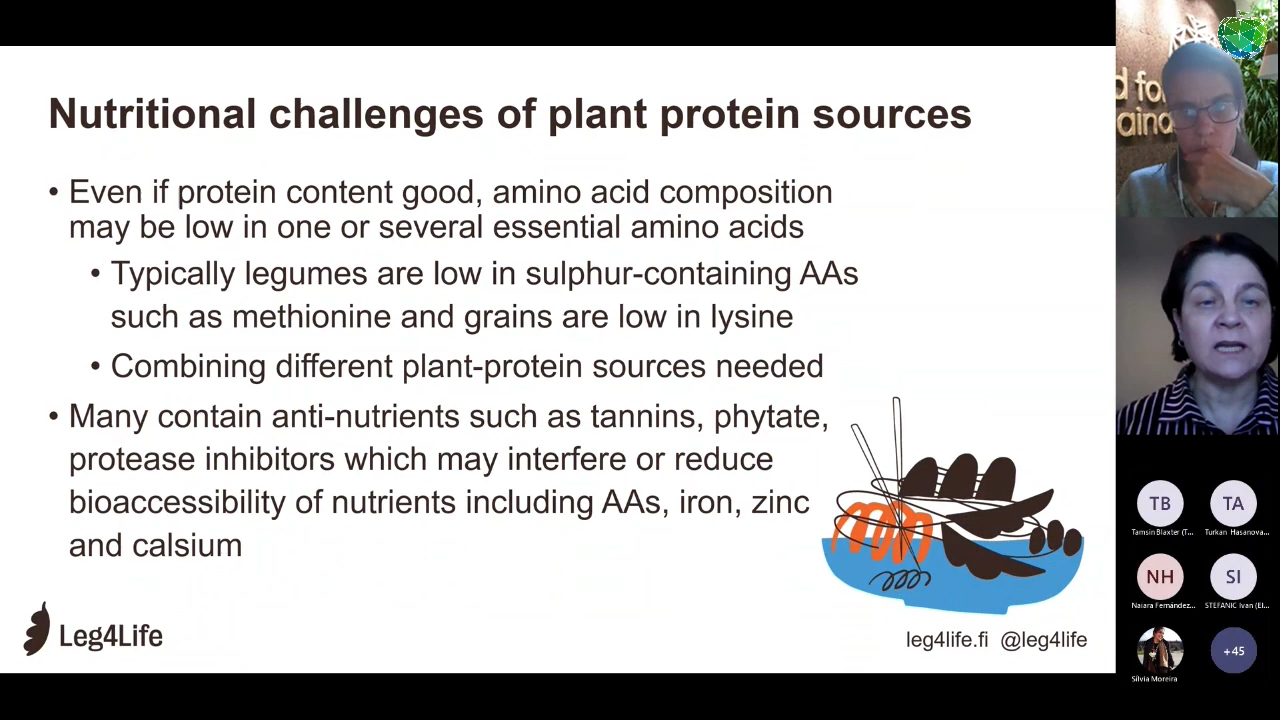 Nutritional challenges of plant protein sources
• Even if protein content good, amino acid composition
may be low in one or several essential amino acids
• Typically legumes are low in sulphur-containing AAs
such as methionine and grains are low in lysine
• Combining different plant-protein sources needed
• Many contain anti-nutrients such as tannins, phytate,
protease inhibitors which may interfere or reduce
bioaccessibility of nutrients including AAs, iron, zinc
and calsium
Leg4Life
leg4life.fi @leg4life
TB
TA
Tamsin Blaxter (T...
Turkan Hasanova...
NH
SI
Naiara Fernández...
STEFANIC Ivan (EI...
+45
Sílvia Moreira